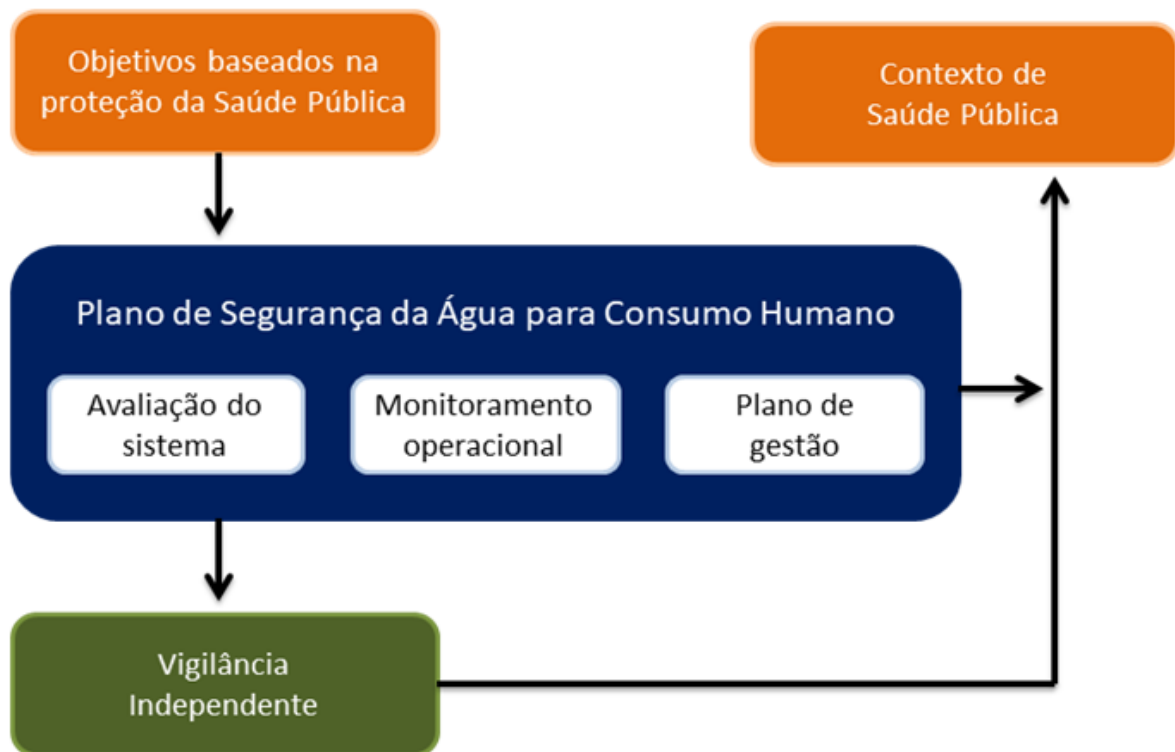 Objetivos baseados na
proteção da Saúde Pública
Contexto de
Saúde Pública
Plano de Segurança da Água para Consumo Humano
Avaliação do
sistema
Monitoramento
operacional
Plano de
gestão
Vigilância
Independente